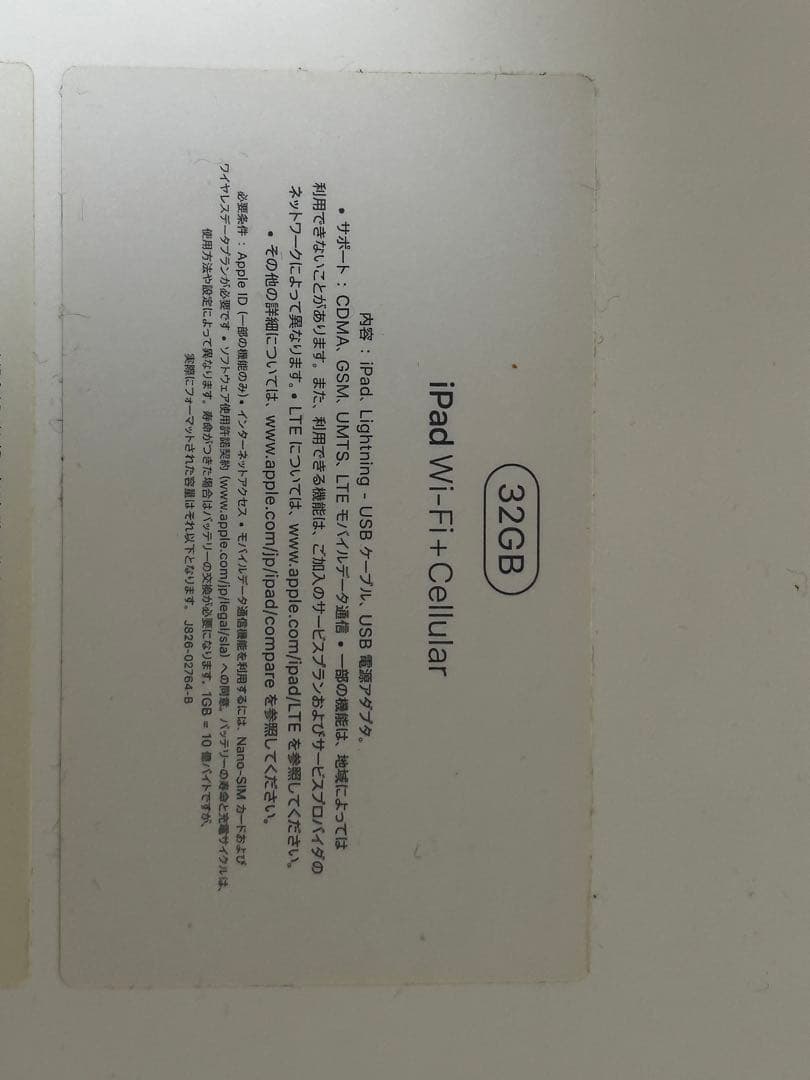 32GB
iPad Wi-Fi + Cellular
内容：iPad、Lightning - USB ケーブル、USB 電源アダプタ。
• サポート：CDMA、GSM、UMTS、LTE モバイルデータ通信 • 一部の機能は、地域によっては
利用できないことがあります。また、利用できる機能は、ご加入のサービスプランおよびサービスプロバイダの
ネットワークによって異なります。• LTE については、www.apple.com/ipad/LTE を参照してください。
• その他の詳細については、www.apple.com/jp/ipad/compare を参照してください。
必要条件：Apple ID (一部の機能のみ) • インターネットアクセス • モバイルデータ通信機能を利用するには、Nano-SIM カードおよび
ワイヤレスデータプランが必要です • ソフトウェア使用許諾契約 (www.apple.com/jp/legal/sla) への同意。バッテリーの寿命と充電サイクルは、
使用方法や設定によって異なります。寿命がつきた場合はバッテリーの交換が必要になります。1GB = 10 億バイトですが、
実際にフォーマットされた容量はそれ以下となります。 J826-02764-B